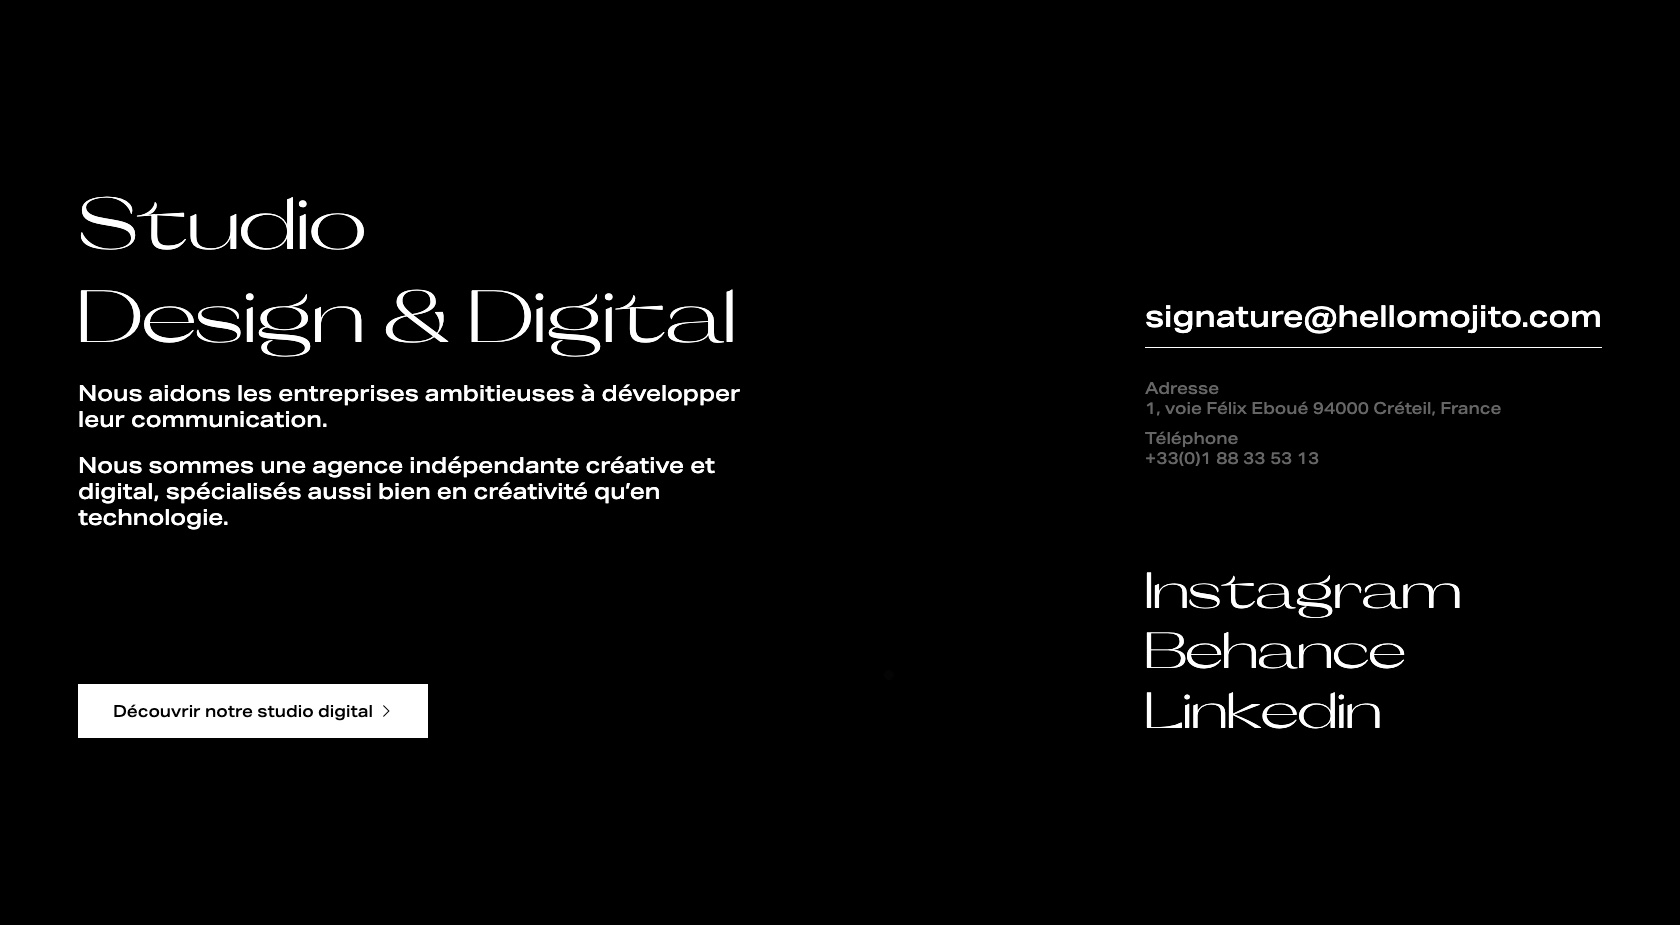 Studio
Design & Digital
Nous aidons les entreprises ambitieuses à développer
leur communication.
Nous sommes une agence indépendante créative et
digital, spécialisés aussi bien en créativité qu’en
technologie.
Découvrir notre studio digital
signature@hellomojito.com
Adresse
1, voie Félix Eboué 94000 Créteil, France
Téléphone
+33(0)1 88 33 53 13
Instagram
Behance
Linkedin